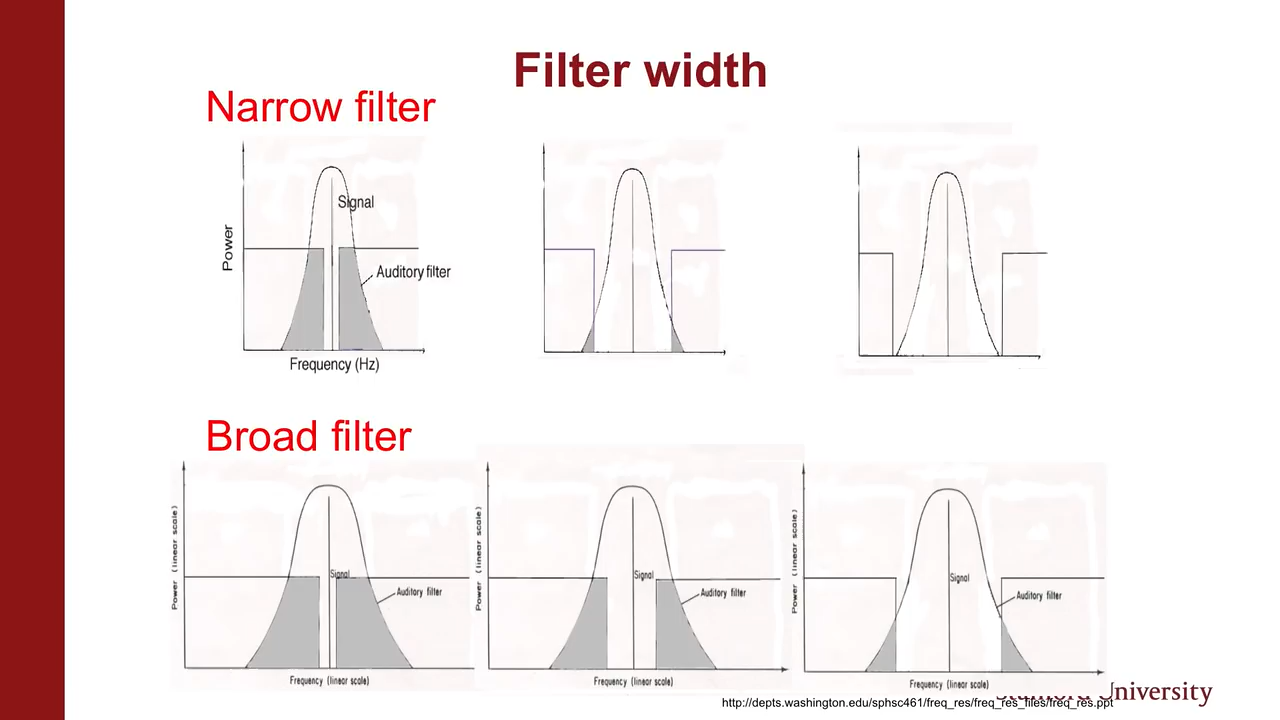 Filter width
Narrow filter
Signal
Power
Auditory filter
Frequency (Hz)
Broad filter
Power (linear scale)
Signal
Auditory filter
Frequency (linear scale)
Power (linear scale)
Signal
Auditory filter
Frequency (linear scale)
Power (linear scale)
Signal
Auditory filter
Frequency (linear scale)
Stanford University
http://depts.washington.edu/sphsc461/freq_res/freq_res_files/freq_res.ppt